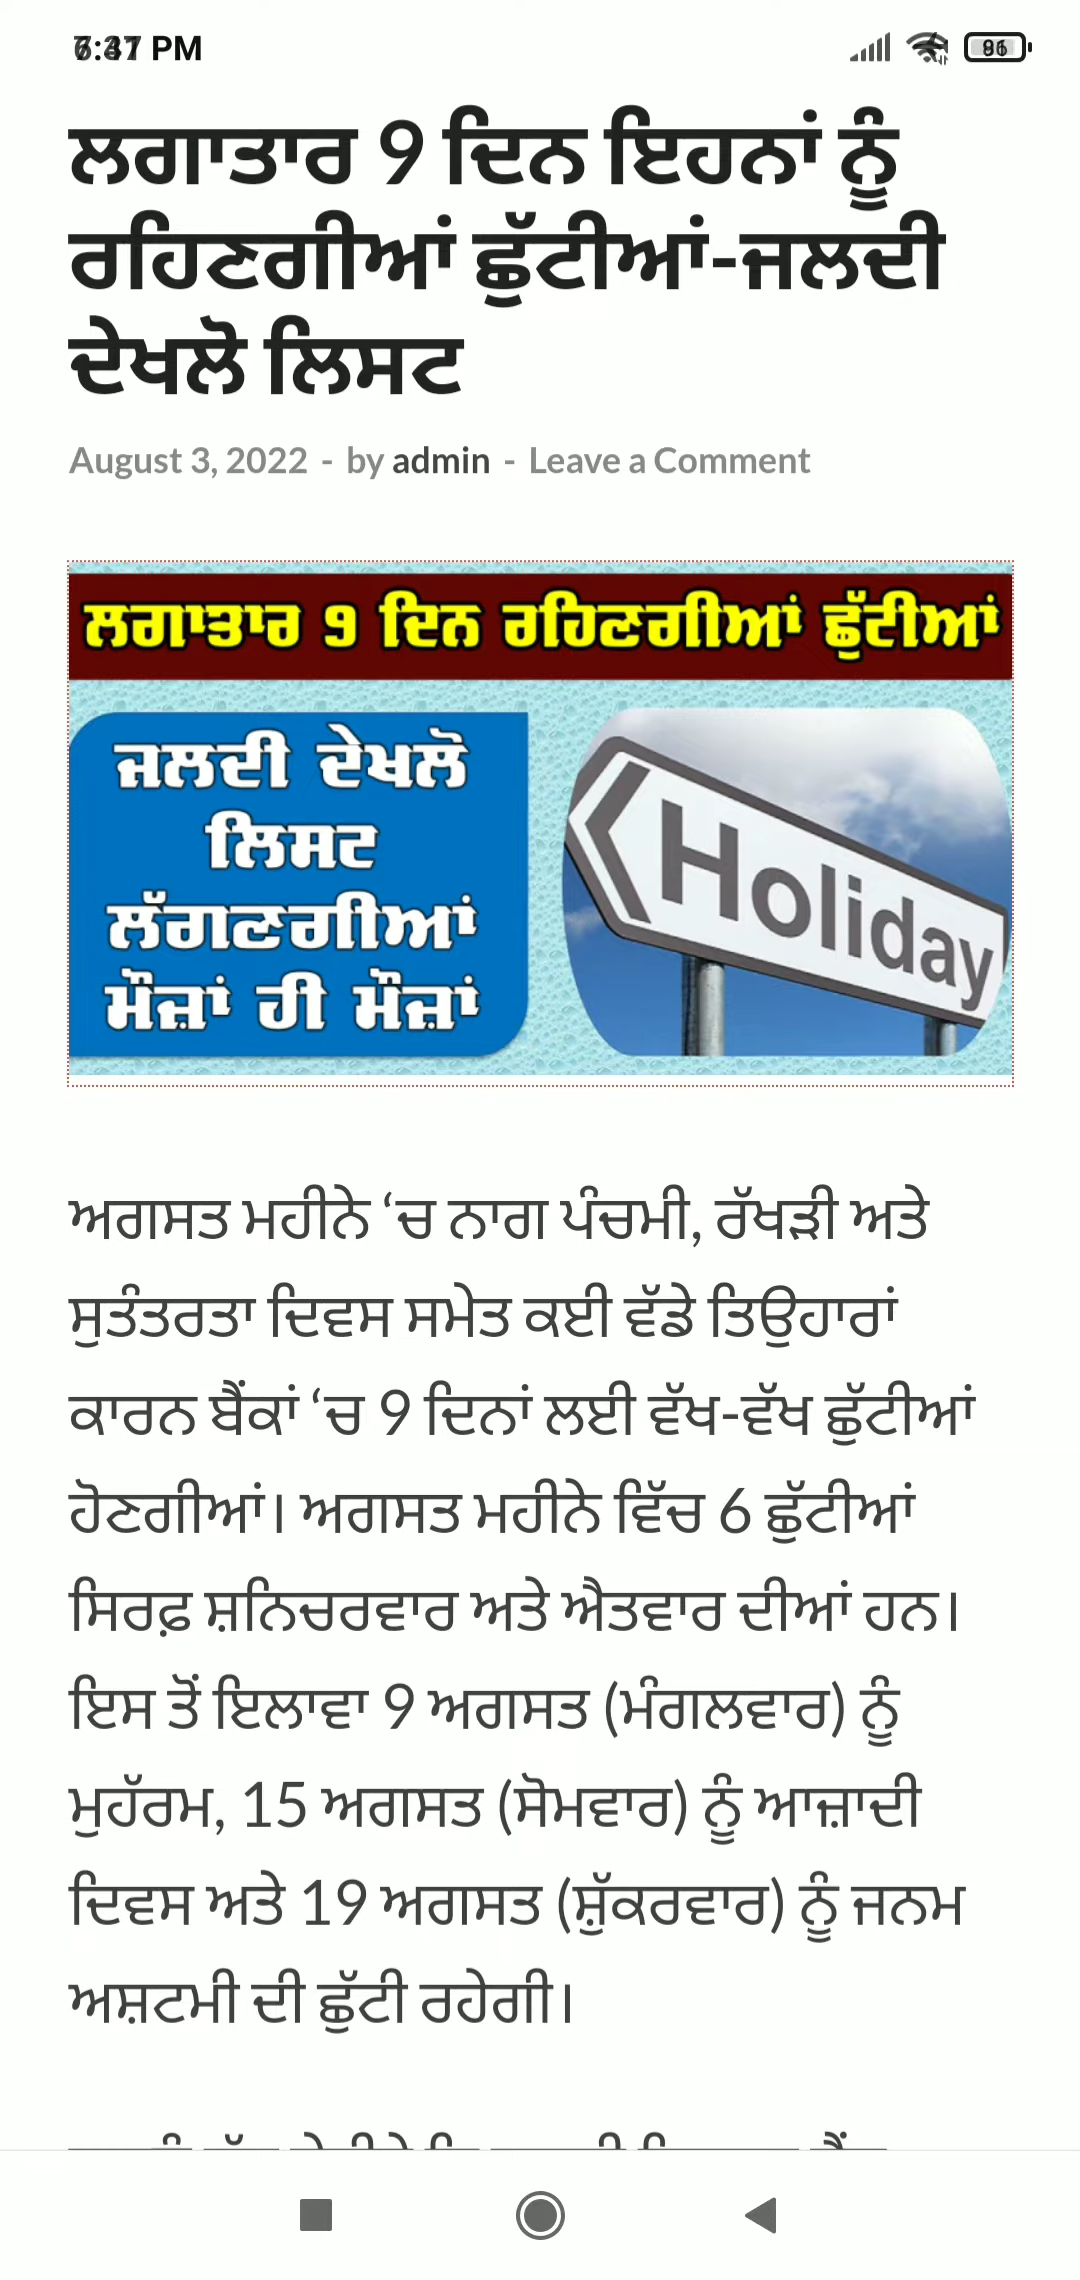 PM
ਲਗਾਤਾਰ 9 ਦਿਨ ਇਹਨਾਂ ਨੂੰ
ਰਹਿਣਗੀਆਂ ਛੁੱਟੀਆਂ-ਜਲਦੀ
ਦੇਖਲੋ ਲਿਸਟ
August 3, 2022 - by admin - Leave a Comment
ਲਗਾਤਾਰ 9 ਦਿਨ ਰਹਿਣਗੀਆਂ ਛੁੱਟੀਆਂ
ਜਲਦੀ ਦੇਖਲੋ
ਲਿਸਟ
ਲੱਗਣਗੀਆਂ
ਮੌਜ਼ਾਂ ਹੀ ਮੌਜ਼ਾਂ
Holiday
ਅਗਸਤ ਮਹੀਨੇ ‘ਚ ਨਾਗ ਪੰਚਮੀ, ਰੱਖੜੀ ਅਤੇ
ਸੁਤੰਤਰਤਾ ਦਿਵਸ ਸਮੇਤ ਕਈ ਵੱਡੇ ਤਿਉਹਾਰਾਂ
ਕਾਰਨ ਬੈਂਕਾਂ ‘ਚ 9 ਦਿਨਾਂ ਲਈ ਵੱਖ-ਵੱਖ ਛੁੱਟੀਆਂ
ਹੋਣਗੀਆਂ। ਅਗਸਤ ਮਹੀਨੇ ਵਿੱਚ 6 ਛੁੱਟੀਆਂ
ਸਿਰਫ਼ ਸ਼ਨਿਚਰਵਾਰ ਅਤੇ ਐਤਵਾਰ ਦੀਆਂ ਹਨ।
ਇਸ ਤੋਂ ਇਲਾਵਾ 9 ਅਗਸਤ (ਮੰਗਲਵਾਰ) ਨੂੰ
ਮੁਹੱਰਮ, 15 ਅਗਸਤ (ਸੋਮਵਾਰ) ਨੂੰ ਆਜ਼ਾਦੀ
ਦਿਵਸ ਅਤੇ 19 ਅਗਸਤ (ਸ਼ੁੱਕਰਵਾਰ) ਨੂੰ ਜਨਮ
ਅਸ਼ਟਮੀ ਦੀ ਛੁੱਟੀ ਰਹੇਗੀ।